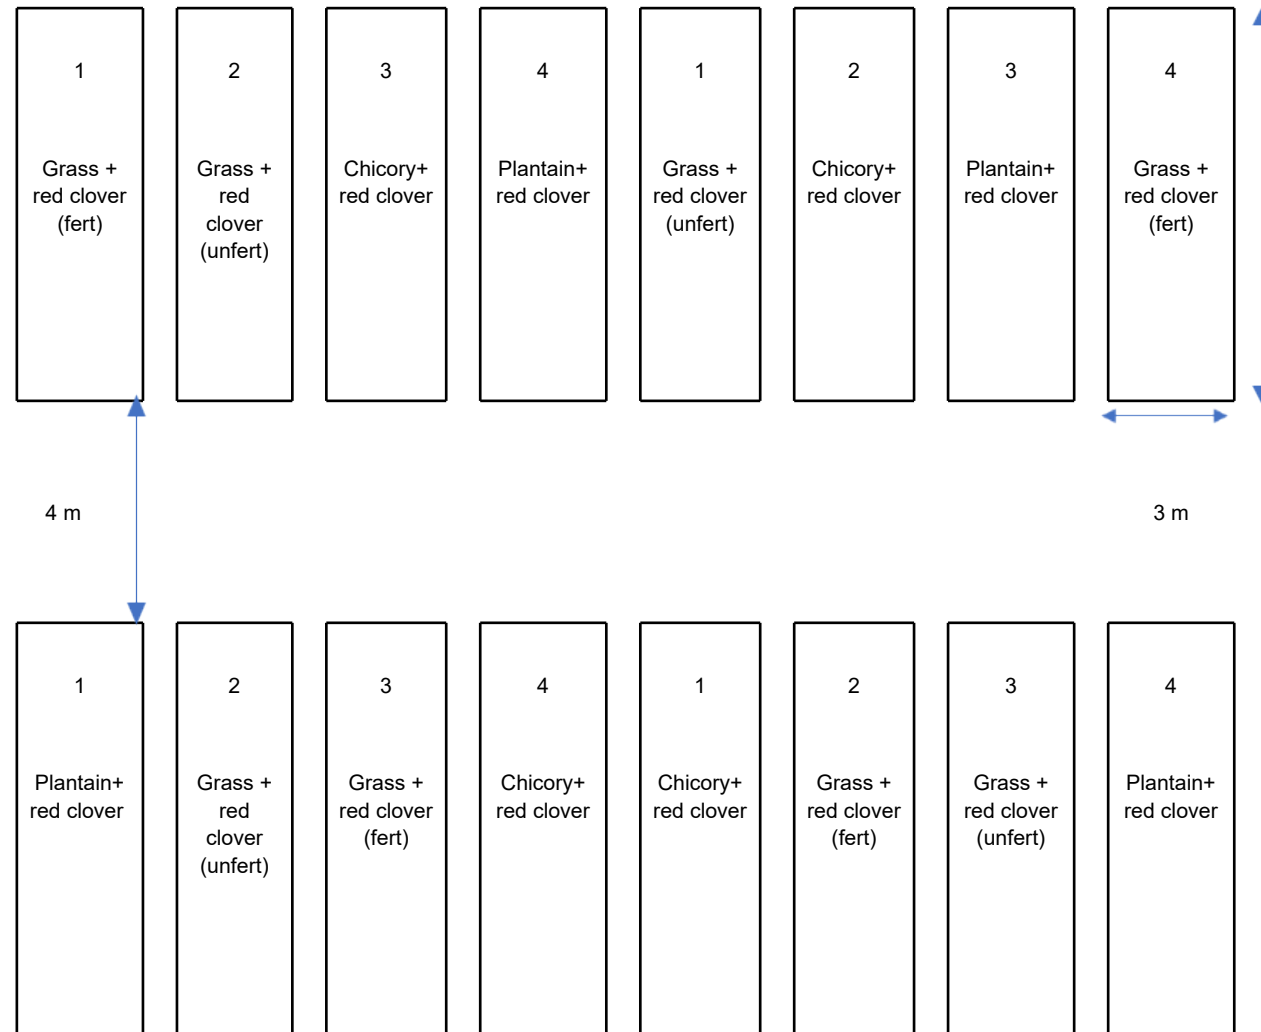 1
Grass +
red clover
(fert)
2
Grass +
red
clover
(unfert)
3
Chicory+
red clover
4
Plantain+
red clover
1
Grass +
red clover
(unfert)
2
Chicory+
red clover
3
Plantain+
red clover
4
Grass +
red clover
(fert)
4 m
3 m
1
Plantain+
red clover
2
Grass +
red
clover
(unfert)
3
Grass +
red clover
(fert)
4
Chicory+
red clover
1
Chicory+
red clover
2
Grass +
red clover
(fert)
3
Grass +
red clover
(unfert)
4
Plantain+
red clover